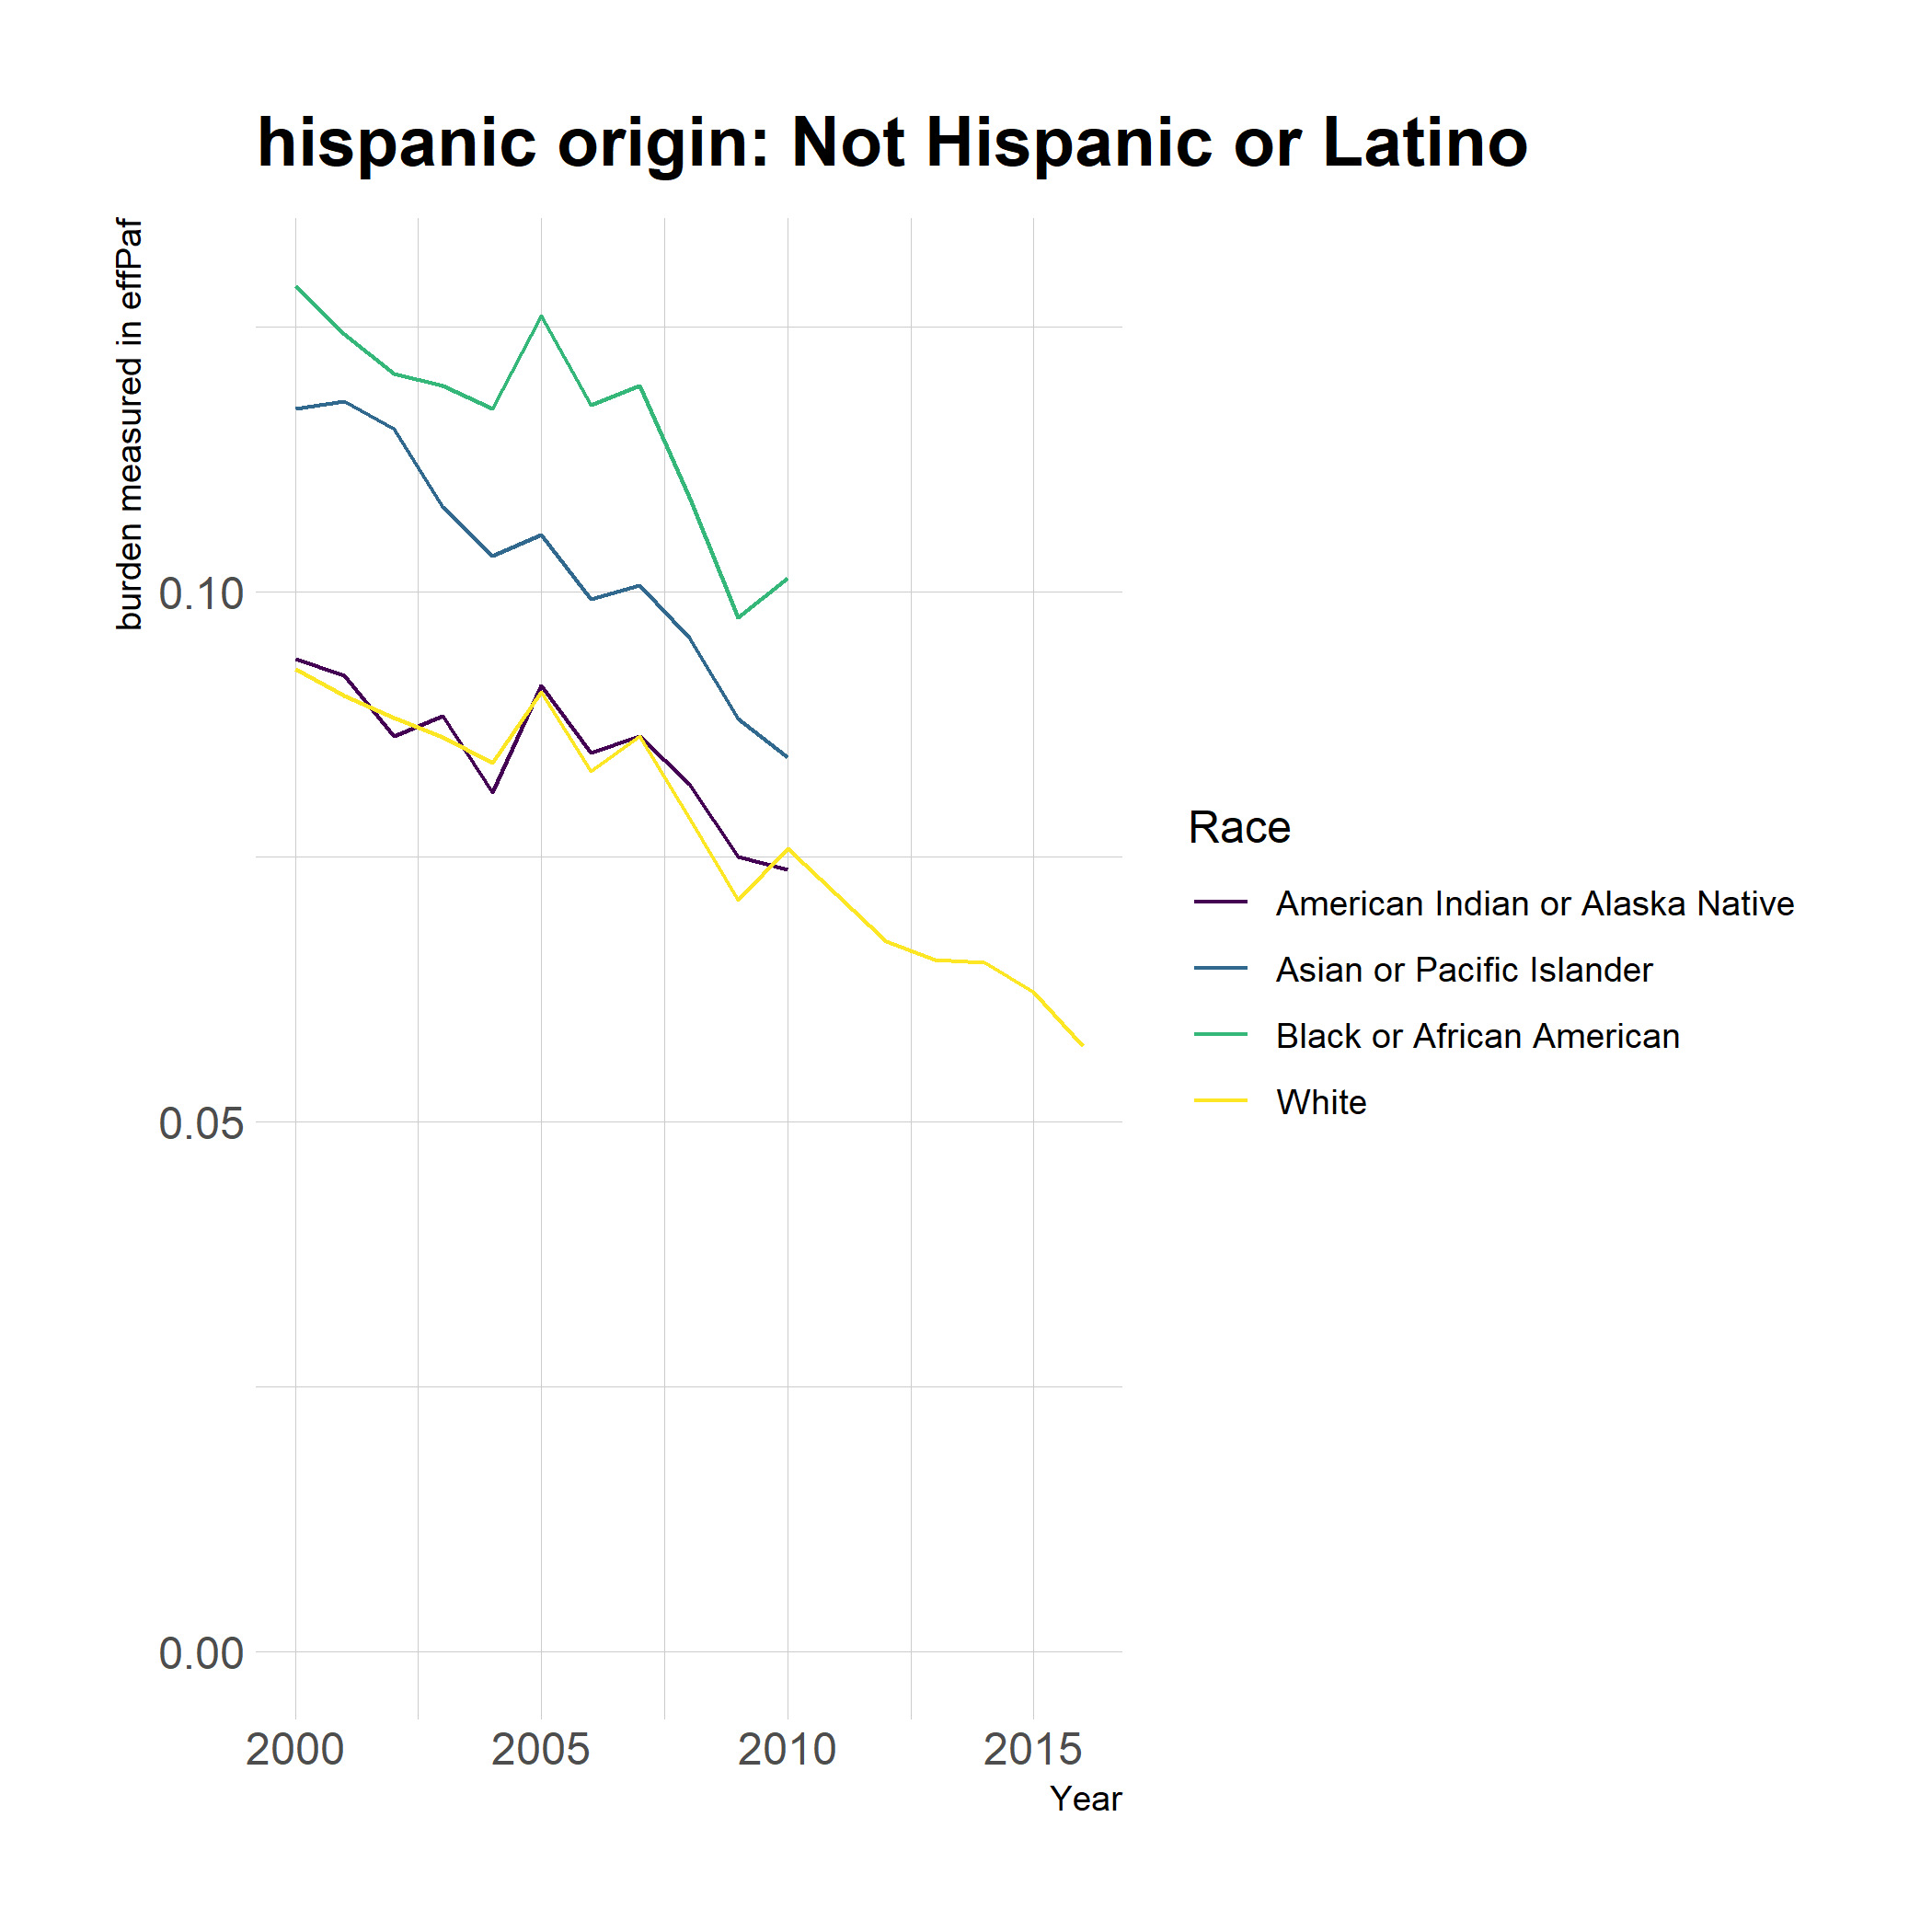 hispanic origin: Not Hispanic or Latino
burden measured in effPaf
0.10
0.05
0.00
2000 2005 2010 2015
Year
Race
American Indian or Alaska Native
Asian or Pacific Islander
Black or African American
White